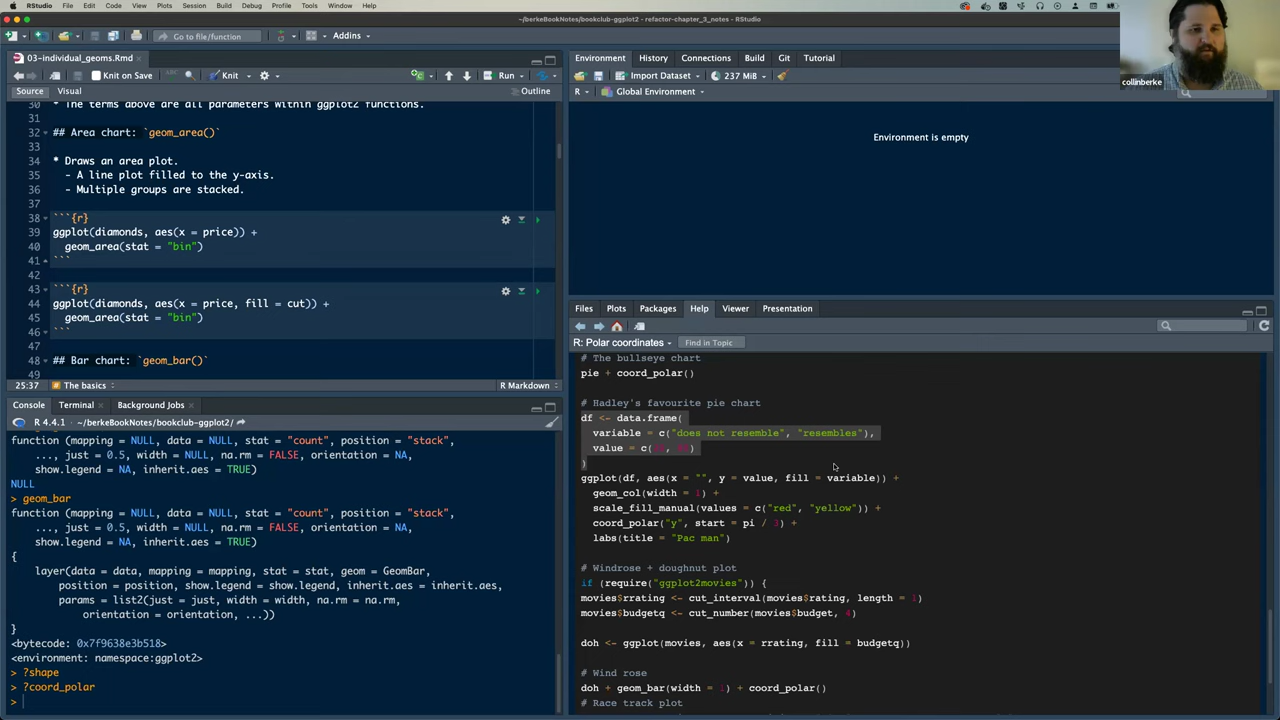 RStudio File Edit Code View Plots Session Build Debug Profile Tools Window Help
~/berkeBookNotes/bookclub-ggplot2 - refactor-chapter_3_notes - RStudio
Go to file/function Addins
03-individual_geoms.Rmd
Knit on Save Knit Run
Source Visual Outline
30 * The terms above are all parameters within ggplot2 functions.
31
32 ## Area chart: `geom_area()`
33
34 * Draws an area plot.
35 - A line plot filled to the y-axis.
36 - Multiple groups are stacked.
37
38 ```{r}
39 ggplot(diamonds, aes(x = price)) +
40 geom_area(stat = "bin")
41 ```
42
43 ```{r}
44 ggplot(diamonds, aes(x = price, fill = cut)) +
45 geom_area(stat = "bin")
46 ```
47
48 ## Bar chart: `geom_bar()`
49
25:37 The basics R Markdown
Console Terminal Background Jobs
R 4.4.1 · ~/berkeBookNotes/bookclub-ggplot2/
function (mapping = NULL, data = NULL, stat = "count", position = "stack",
..., just = 0.5, width = NULL, na.rm = FALSE, orientation = NA,
show.legend = NA, inherit.aes = TRUE)
NULL
> geom_bar
function (mapping = NULL, data = NULL, stat = "count", position = "stack",
..., just = 0.5, width = NULL, na.rm = FALSE, orientation = NA,
show.legend = NA, inherit.aes = TRUE)
{
layer(data = data, mapping = mapping, stat = stat, geom = GeomBar,
position = position, show.legend = show.legend, inherit.aes = inherit.aes,
params = list2(just = just, width = width, na.rm = na.rm,
orientation = orientation, ...))
}
<bytecode: 0x7f9638e3b518>
<environment: namespace:ggplot2>
> ?shape
> ?coord_polar
>
Environment History Connections Build Git Tutorial
Import Dataset 237 MiB
R Global Environment
Environment is empty
collinberke
Files Plots Packages Help Viewer Presentation
R: Polar coordinates Find in Topic
# The bullseye chart
pie + coord_polar()
# Hadley's favourite pie chart
df <- data.frame(
variable = c("does not resemble", "resembles"),
value = c( , )
)
ggplot(df, aes(x = "", y = value, fill = variable)) +
geom_col(width = 1) +
scale_fill_manual(values = c("red", "yellow")) +
coord_polar("y", start = pi / 3) +
labs(title = "Pac man")
# Windrose + doughnut plot
if (require("ggplot2movies")) {
movies$rrating <- cut_interval(movies$rating, length = 1)
movies$budgetq <- cut_number(movies$budget, 4)
doh <- ggplot(movies, aes(x = rrating, fill = budgetq))
# Wind rose
doh + geom_bar(width = 1) + coord_polar()
# Race track plot